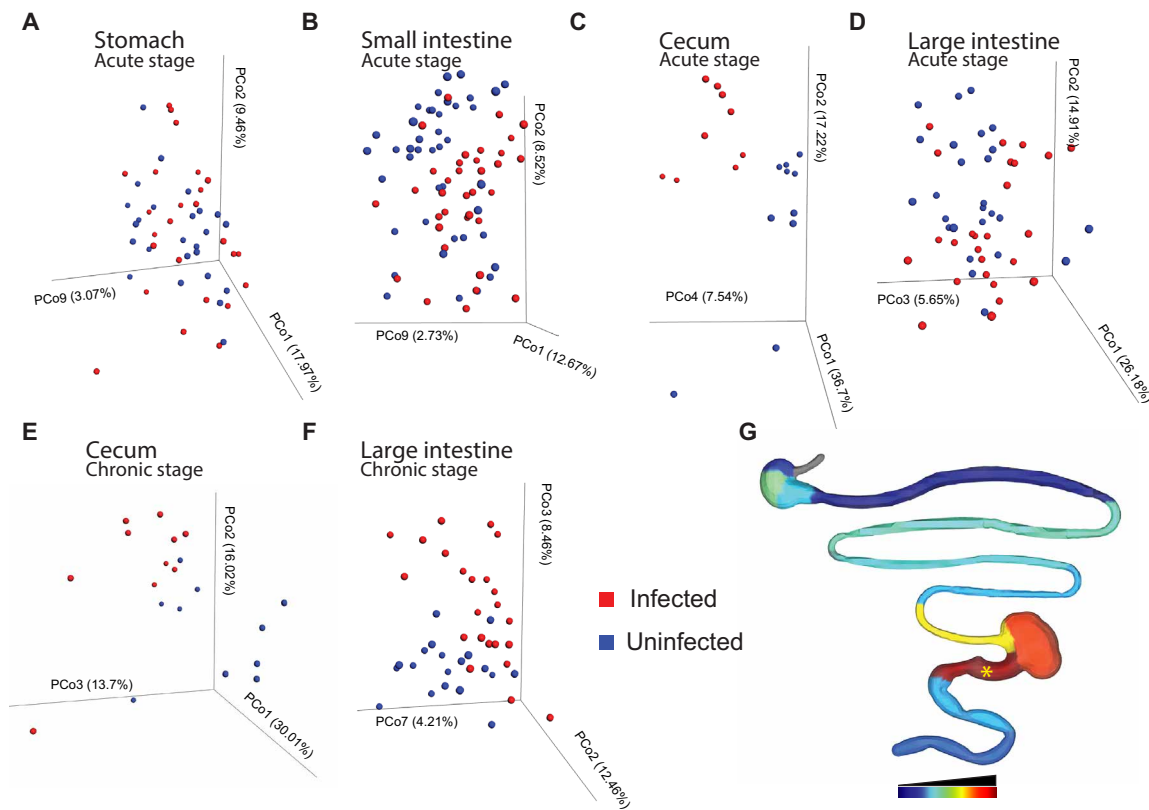 A
Stomach
Acute stage
PCo2 (9.46%)
PCo9 (3.07%)
PCo1 (17.97%)
B
Small intestine
Acute stage
PCo2 (8.52%)
PCo9 (2.73%)
PCo1 (12.67%)
C
Cecum
Acute stage
PCo2 (17.22%)
PCo4 (7.54%)
PCo1 (36.7%)
D
Large intestine
Acute stage
PCo2 (14.91%)
PCo3 (5.65%)
PCo1 (26.18%)
E
Cecum
Chronic stage
PCo2 (16.02%)
PCo3 (13.7%)
PCo1 (30.01%)
F
Large intestine
Chronic stage
PCo3 (8.46%)
PCo7 (4.21%)
PCo2 (12.46%)
Infected
Uninfected
G
*